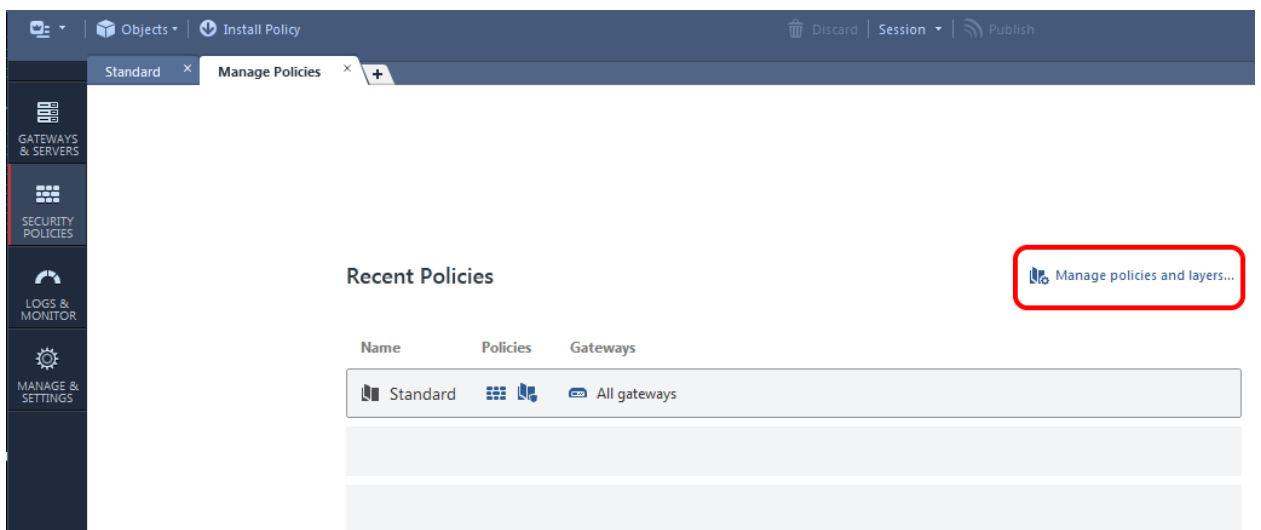 Objects Install Policy Discard Session Publish
Standard × Manage Policies × +
GATEWAYS
& SERVERS
SECURITY
POLICIES
LOGS &
MONITOR
MANAGE &
SETTINGS
Recent Policies Manage policies and layers...
Name Policies Gateways
Standard All gateways